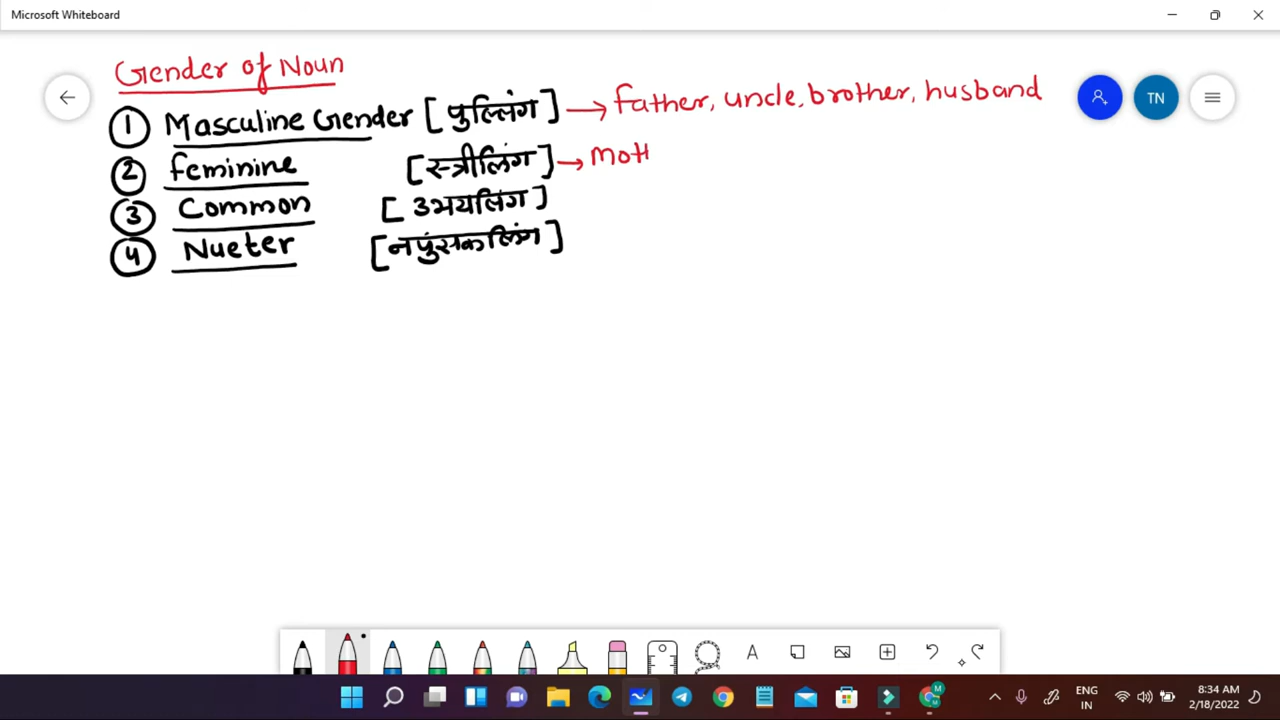 Microsoft Whiteboard
Gender of Noun
1 Masculine Gender [पुल्लिंग] → Father, uncle, brother, husband
2 Feminine [स्त्रीलिंग] → Moth
3 Common [उभयलिंग]
4 Nueter [नपुंसकलिंग]
TN
A
M
ENG
IN
8:34 AM
2/18/2022